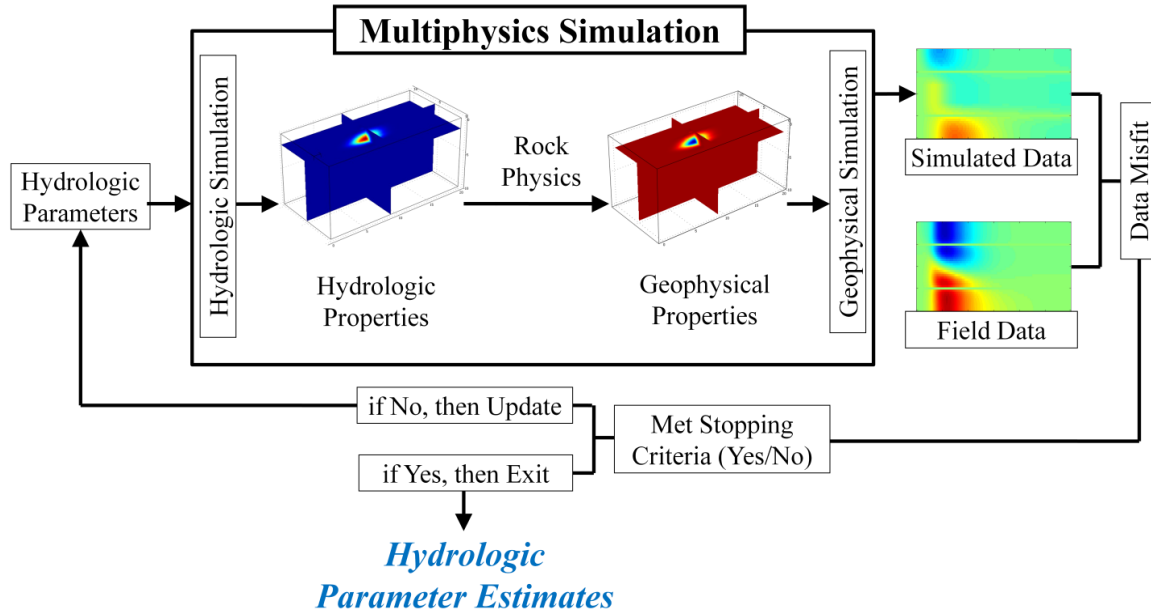 Multiphysics Simulation
Hydrologic
Parameters
Hydrologic Simulation
Hydrologic
Properties
Rock
Physics
Geophysical
Properties
Geophysical Simulation
Simulated Data
Field Data
Data Misfit
Met Stopping
Criteria (Yes/No)
if No, then Update
if Yes, then Exit
Hydrologic
Parameter Estimates